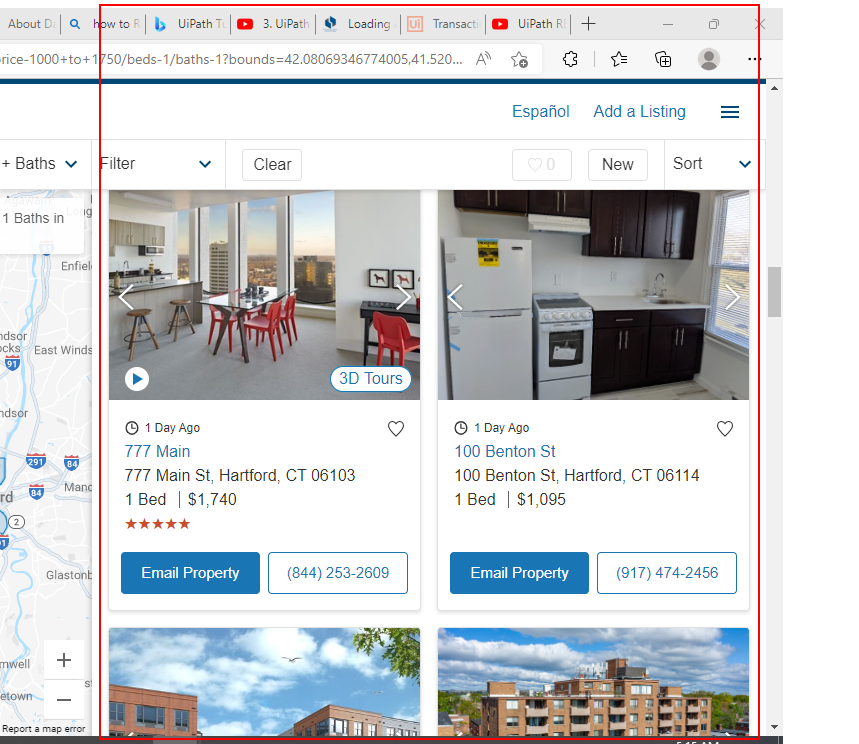 About D
how to R
UiPath Tu
3. UiPath
Loading
Ui Transacti
UiPath R
rice-1000+to+1750/beds-1/baths-1?bounds=42.08069346774005,41.520...
Español Add a Listing
+ Baths Filter Clear 0 New Sort
1 Baths in
Enfiel
East Winds
91
ndsor
291 84
84 Manc
rd
2
Glastonb
mwell
etown
+
−
Report a map error
3D Tours
1 Day Ago
777 Main
777 Main St, Hartford, CT 06103
1 Bed | $1,740
★★★★★
Email Property (844) 253-2609
1 Day Ago
100 Benton St
100 Benton St, Hartford, CT 06114
1 Bed | $1,095
Email Property (917) 474-2456